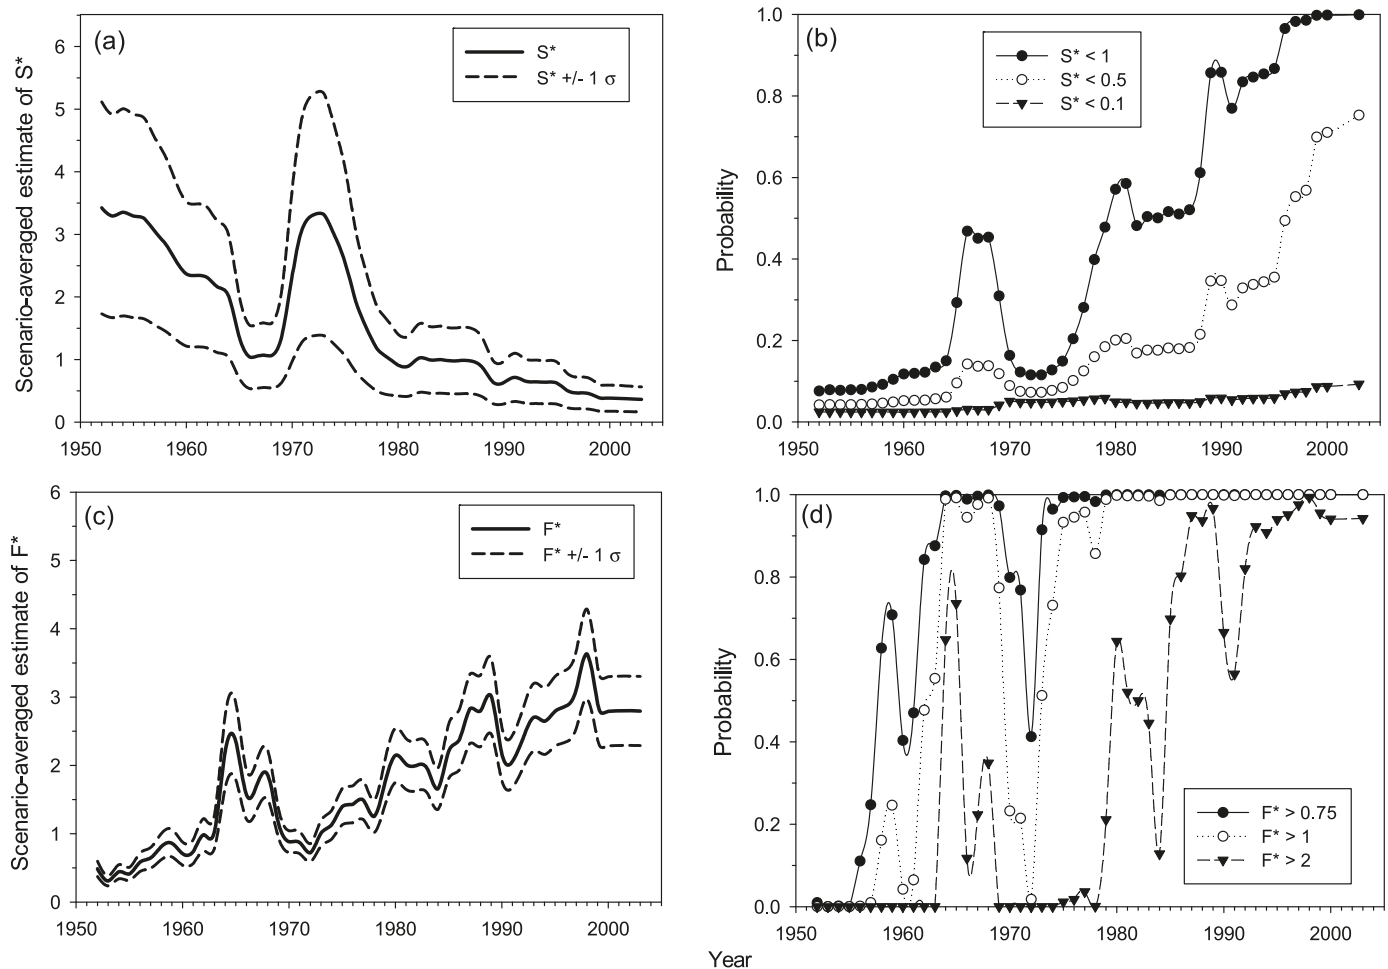 (a)
S*
S* +/- 1 σ
Scenario-averaged estimate of S*
6
5
4
3
2
1
0
1950 1960 1970 1980 1990 2000
(b)
S* < 1
S* < 0.5
S* < 0.1
Probability
1.0
0.8
0.6
0.4
0.2
0.0
1950 1960 1970 1980 1990 2000
(c)
F*
F* +/- 1 σ
Scenario-averaged estimate of F*
6
5
4
3
2
1
0
1950 1960 1970 1980 1990 2000
(d)
F* > 0.75
F* > 1
F* > 2
Probability
1.0
0.8
0.6
0.4
0.2
0.0
1950 1960 1970 1980 1990 2000
Year